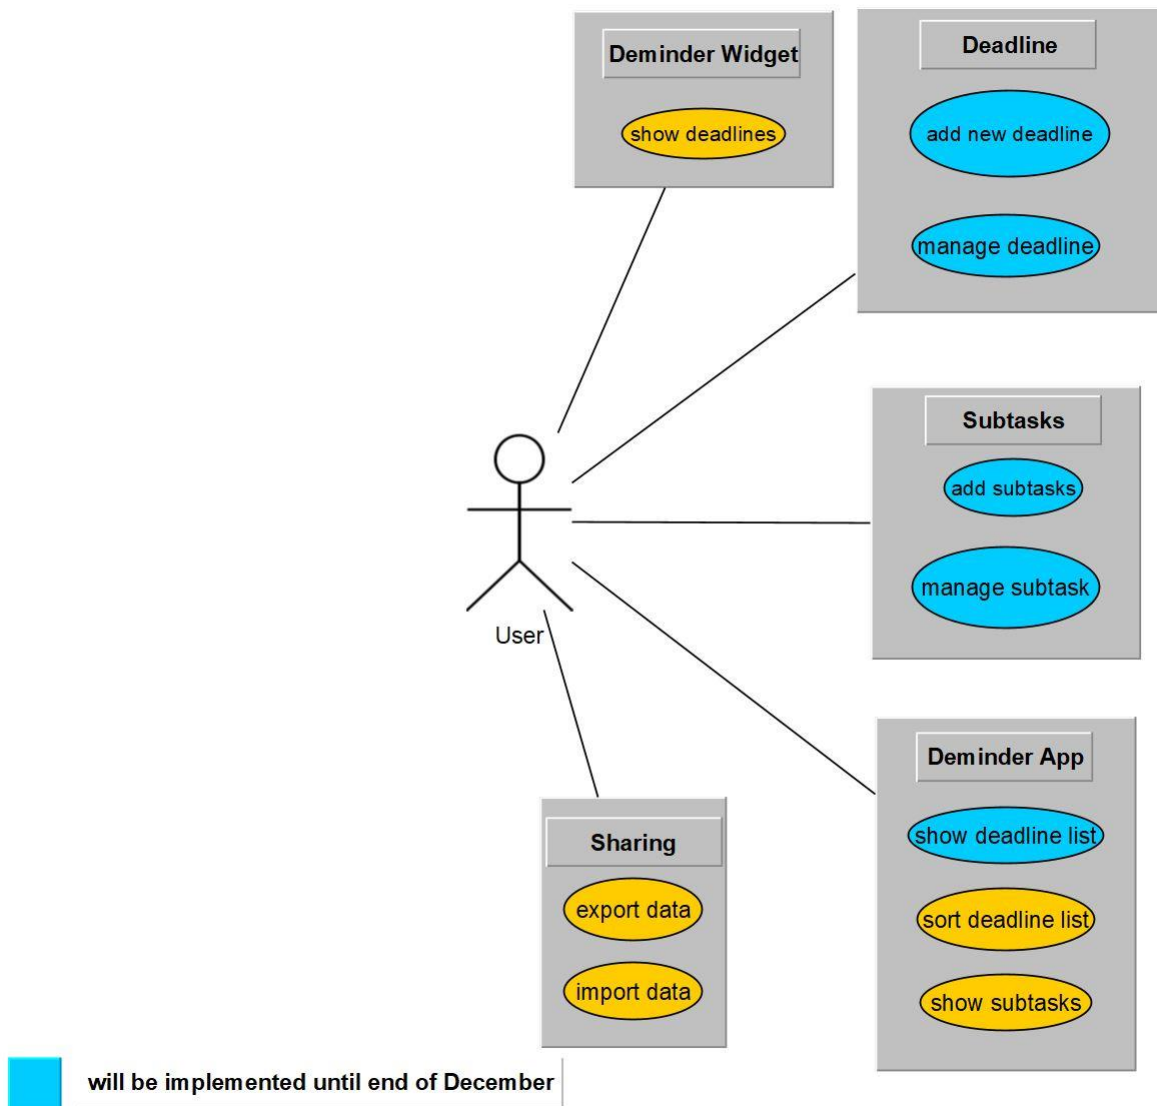 Deminder Widget
show deadlines
Deadline
add new deadline
manage deadline
Subtasks
add subtasks
manage subtask
User
Deminder App
show deadline list
sort deadline list
show subtasks
Sharing
export data
import data
will be implemented until end of December